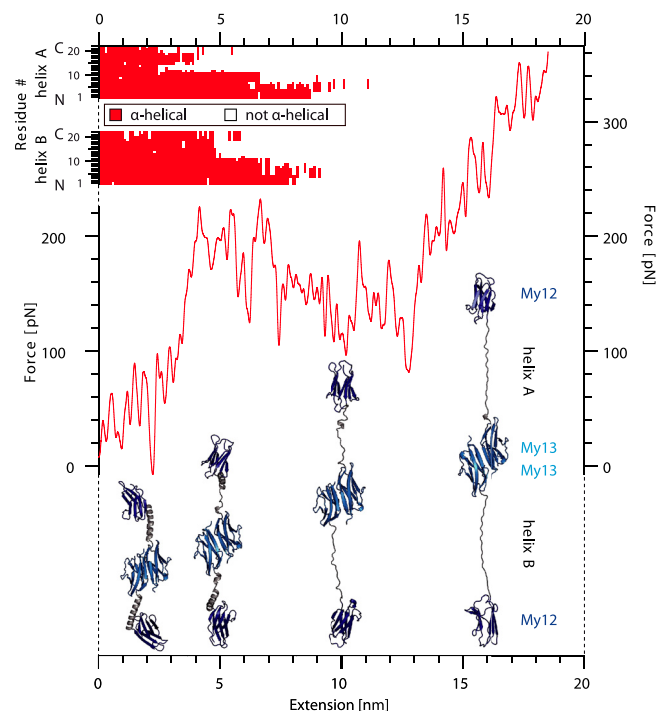 0 5 10 15 20
Residue #
helix A
C 20
10
N 1
α-helical not α-helical
helix B
C 20
10
N 1
300
200 200
100 100
0 0
Force [pN]
Force [pN]
My12
helix A
My13
My13
helix B
My12
0 5 10 15 20
Extension [nm]